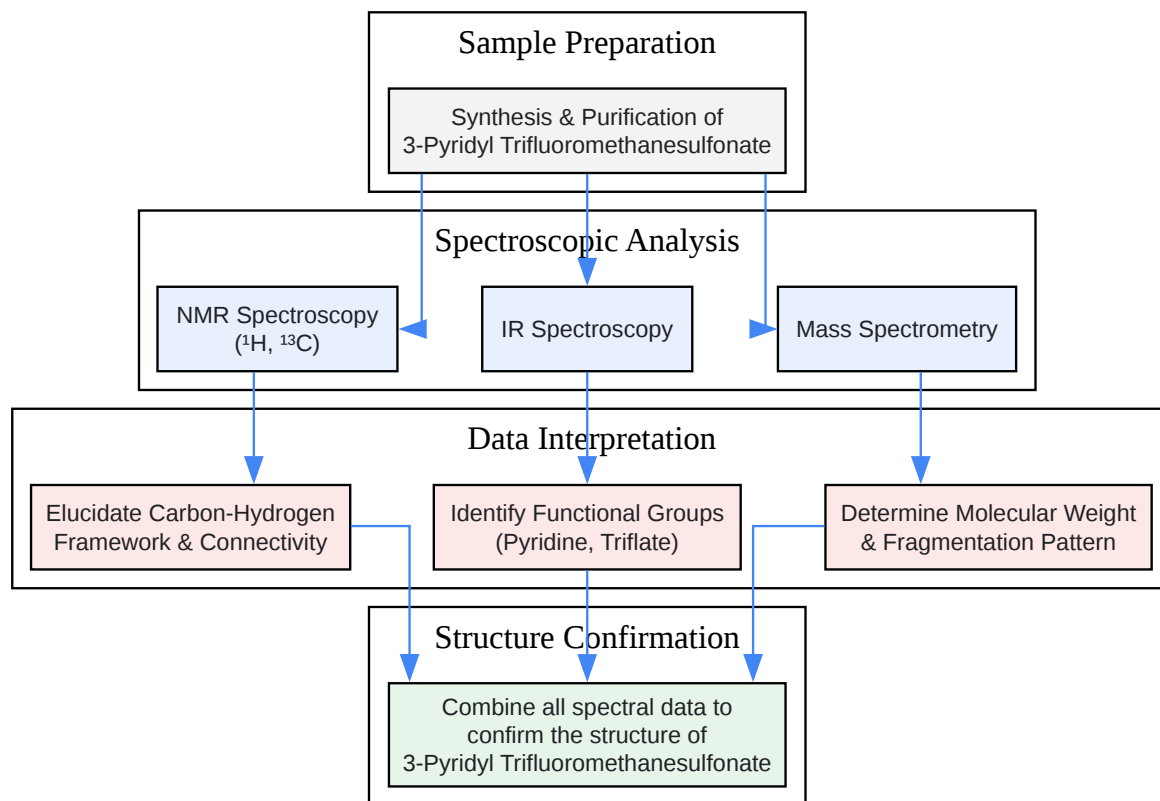 Sample Preparation
Synthesis & Purification of
3-Pyridyl Trifluoromethanesulfonate
Spectroscopic Analysis
NMR Spectroscopy
(¹H, ¹³C)
IR Spectroscopy
Mass Spectrometry
Data Interpretation
Elucidate Carbon-Hydrogen
Framework & Connectivity
Identify Functional Groups
(Pyridine, Triflate)
Determine Molecular Weight
& Fragmentation Pattern
Structure Confirmation
Combine all spectral data to
confirm the structure of
3-Pyridyl Trifluoromethanesulfonate